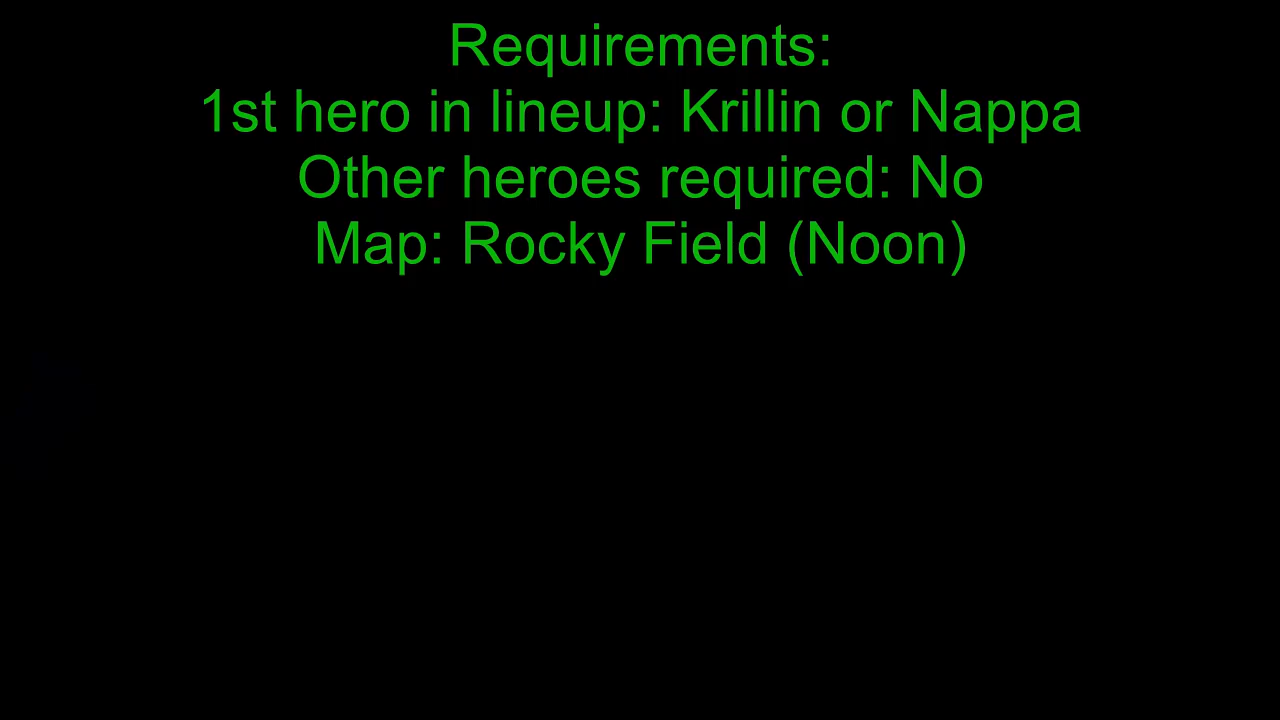 Requirements:
1st hero in lineup: Krillin or Nappa
Other heroes required: No
Map: Rocky Field (Noon)